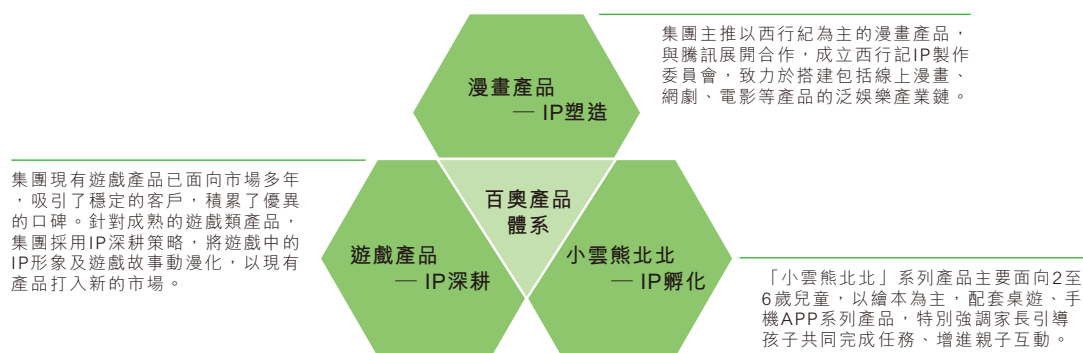 集團主推以西行紀為主的漫畫產品，
與騰訊展開合作，成立西行記IP製作
委員會，致力於搭建包括線上漫畫、
網劇、電影等產品的泛娛樂產業鏈。
漫畫產品
— IP塑造
集團現有遊戲產品已面向市場多年
，吸引了穩定的客戶，積累了優異
的口碑。針對成熟的遊戲類產品，
集團採用IP深耕策略，將遊戲中的
IP形象及遊戲故事動漫化，以現有
產品打入新的市場。
百奧產品
體系
遊戲產品
— IP深耕
小雲熊北北
— IP孵化
「小雲熊北北」系列產品主要面向2至
6歲兒童，以繪本為主，配套桌遊、手
機APP系列產品，特別強調家長引導
孩子共同完成任務、增進親子互動。